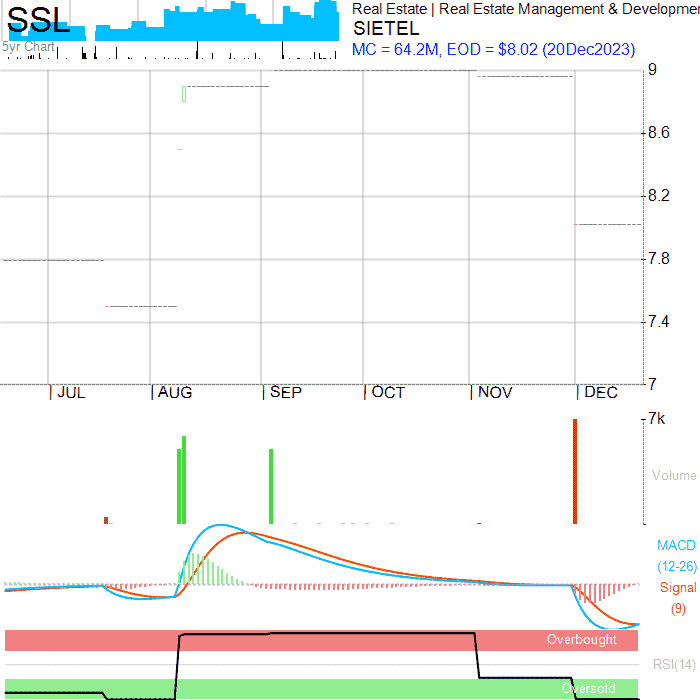 SSL
Real Estate | Real Estate Management & Developmen
SIETEL
5yr Chart
MC = 64.2M, EOD = $8.02 (20Dec2023)
9
8.6
8.2
7.8
7.4
7
JUL AUG SEP OCT NOV DEC
7k
Volume
MACD
(12-26)
Signal
(9)
Overbought
RSI(14)
Oversold